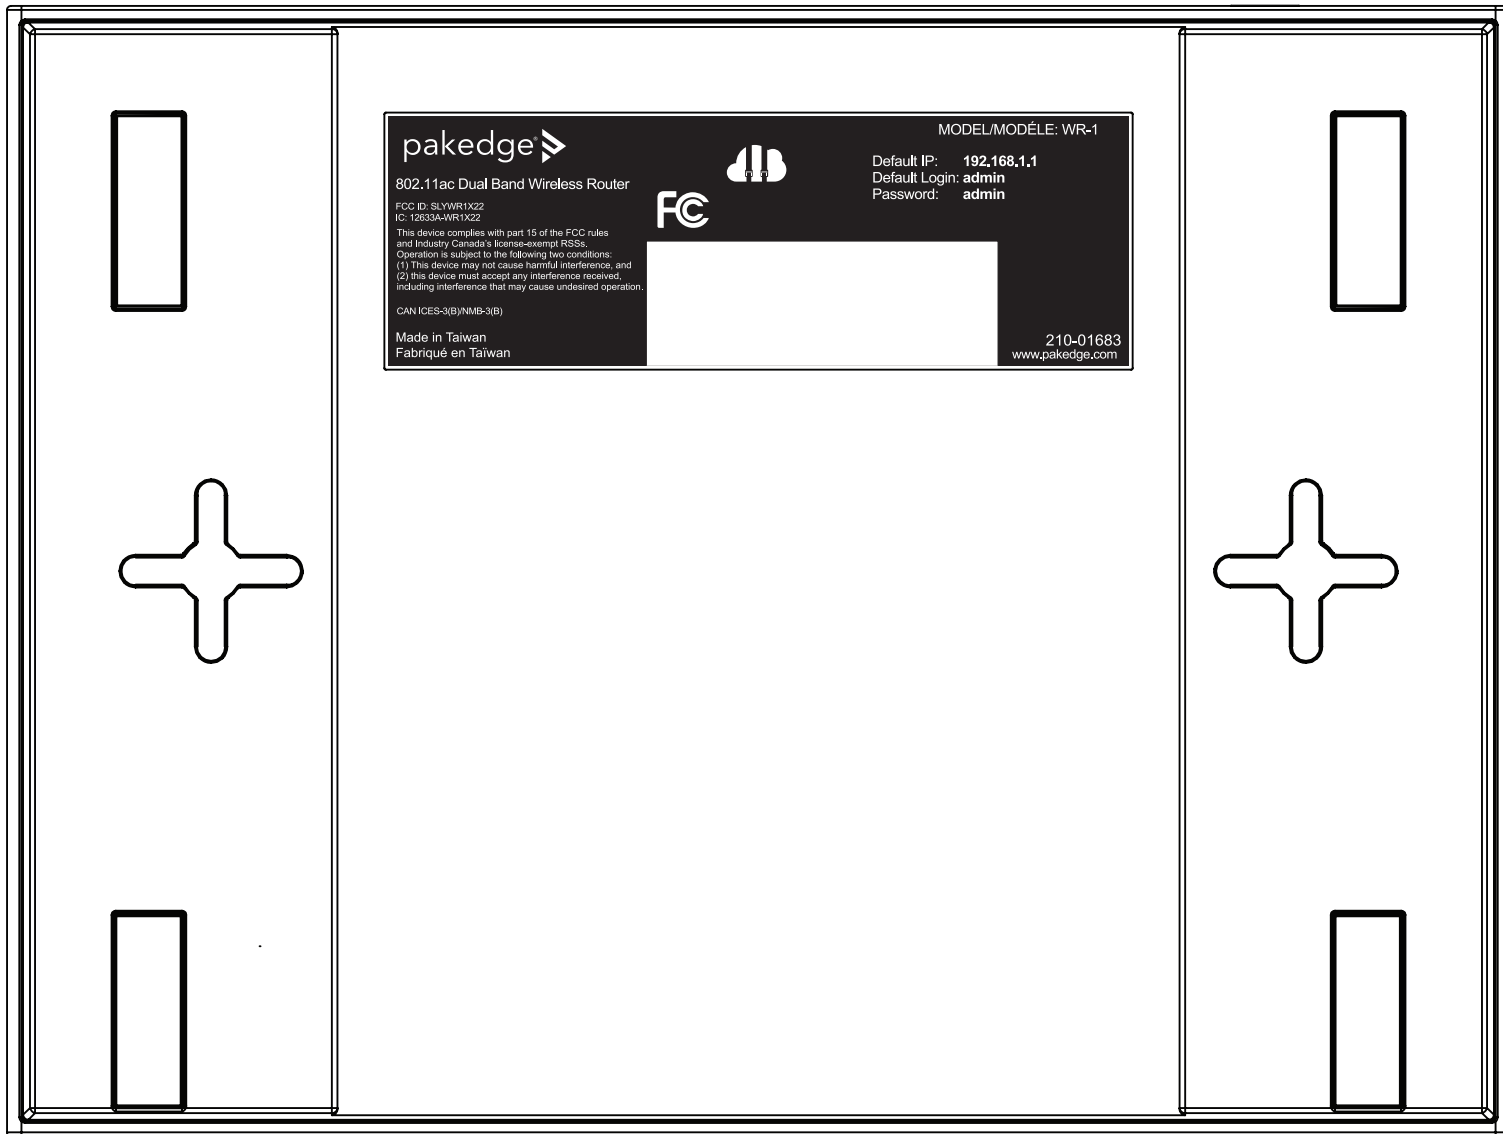 pakedge®
802.11ac Dual Band Wireless Router
FCC ID: SLYWR1X22
IC: 12633A-WR1X22
This device complies with part 15 of the FCC rules
and Industry Canada's license-exempt RSSs.
Operation is subject to the following two conditions:
(1) This device may not cause harmful interference, and
(2) this device must accept any interference received,
including interference that may cause undesired operation.
CAN ICES-3(B)/NMB-3(B)
Made in Taiwan
Fabriqué en Taïwan
FC
MODEL/MODÉLE: WR-1
Default IP: 192.168.1.1
Default Login: admin
Password: admin
210-01683
www.pakedge.com